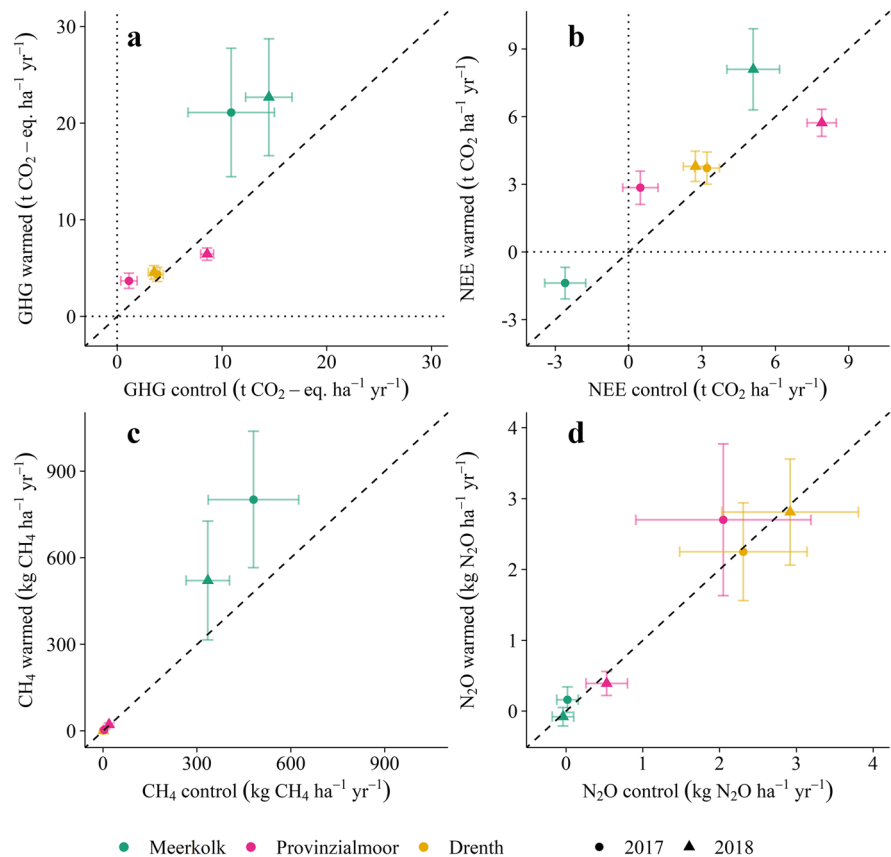 a
GHG warmed (t CO₂ – eq. ha⁻¹ yr⁻¹)
30
20
10
0
0 10 20 30
GHG control (t CO₂ – eq. ha⁻¹ yr⁻¹)
b
NEE warmed (t CO₂ ha⁻¹ yr⁻¹)
9
6
3
0
-3
-3 0 3 6 9
NEE control (t CO₂ ha⁻¹ yr⁻¹)
c
CH₄ warmed (kg CH₄ ha⁻¹ yr⁻¹)
900
600
300
0
0 300 600 900
CH₄ control (kg CH₄ ha⁻¹ yr⁻¹)
d
N₂O warmed (kg N₂O ha⁻¹ yr⁻¹)
4
3
2
1
0
0 1 2 3 4
N₂O control (kg N₂O ha⁻¹ yr⁻¹)
Meerkolk Provinzialmoor Drenth 2017 2018